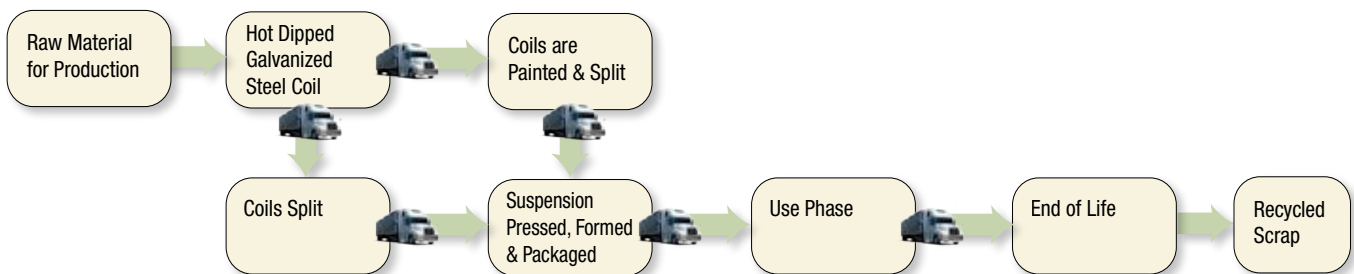 Raw Material
for Production
Hot Dipped
Galvanized
Steel Coil
Coils are
Painted & Split
Coils Split
Suspension
Pressed, Formed
& Packaged
Use Phase
End of Life
Recycled
Scrap